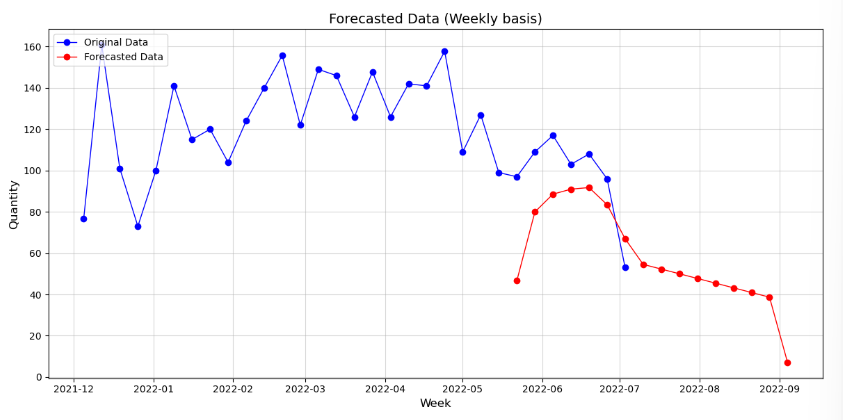 Forecasted Data (Weekly basis)
Original Data
Forecasted Data
160
140
120
100
80
60
40
20
0
Quantity
2021-12 2022-01 2022-02 2022-03 2022-04 2022-05 2022-06 2022-07 2022-08 2022-09
Week